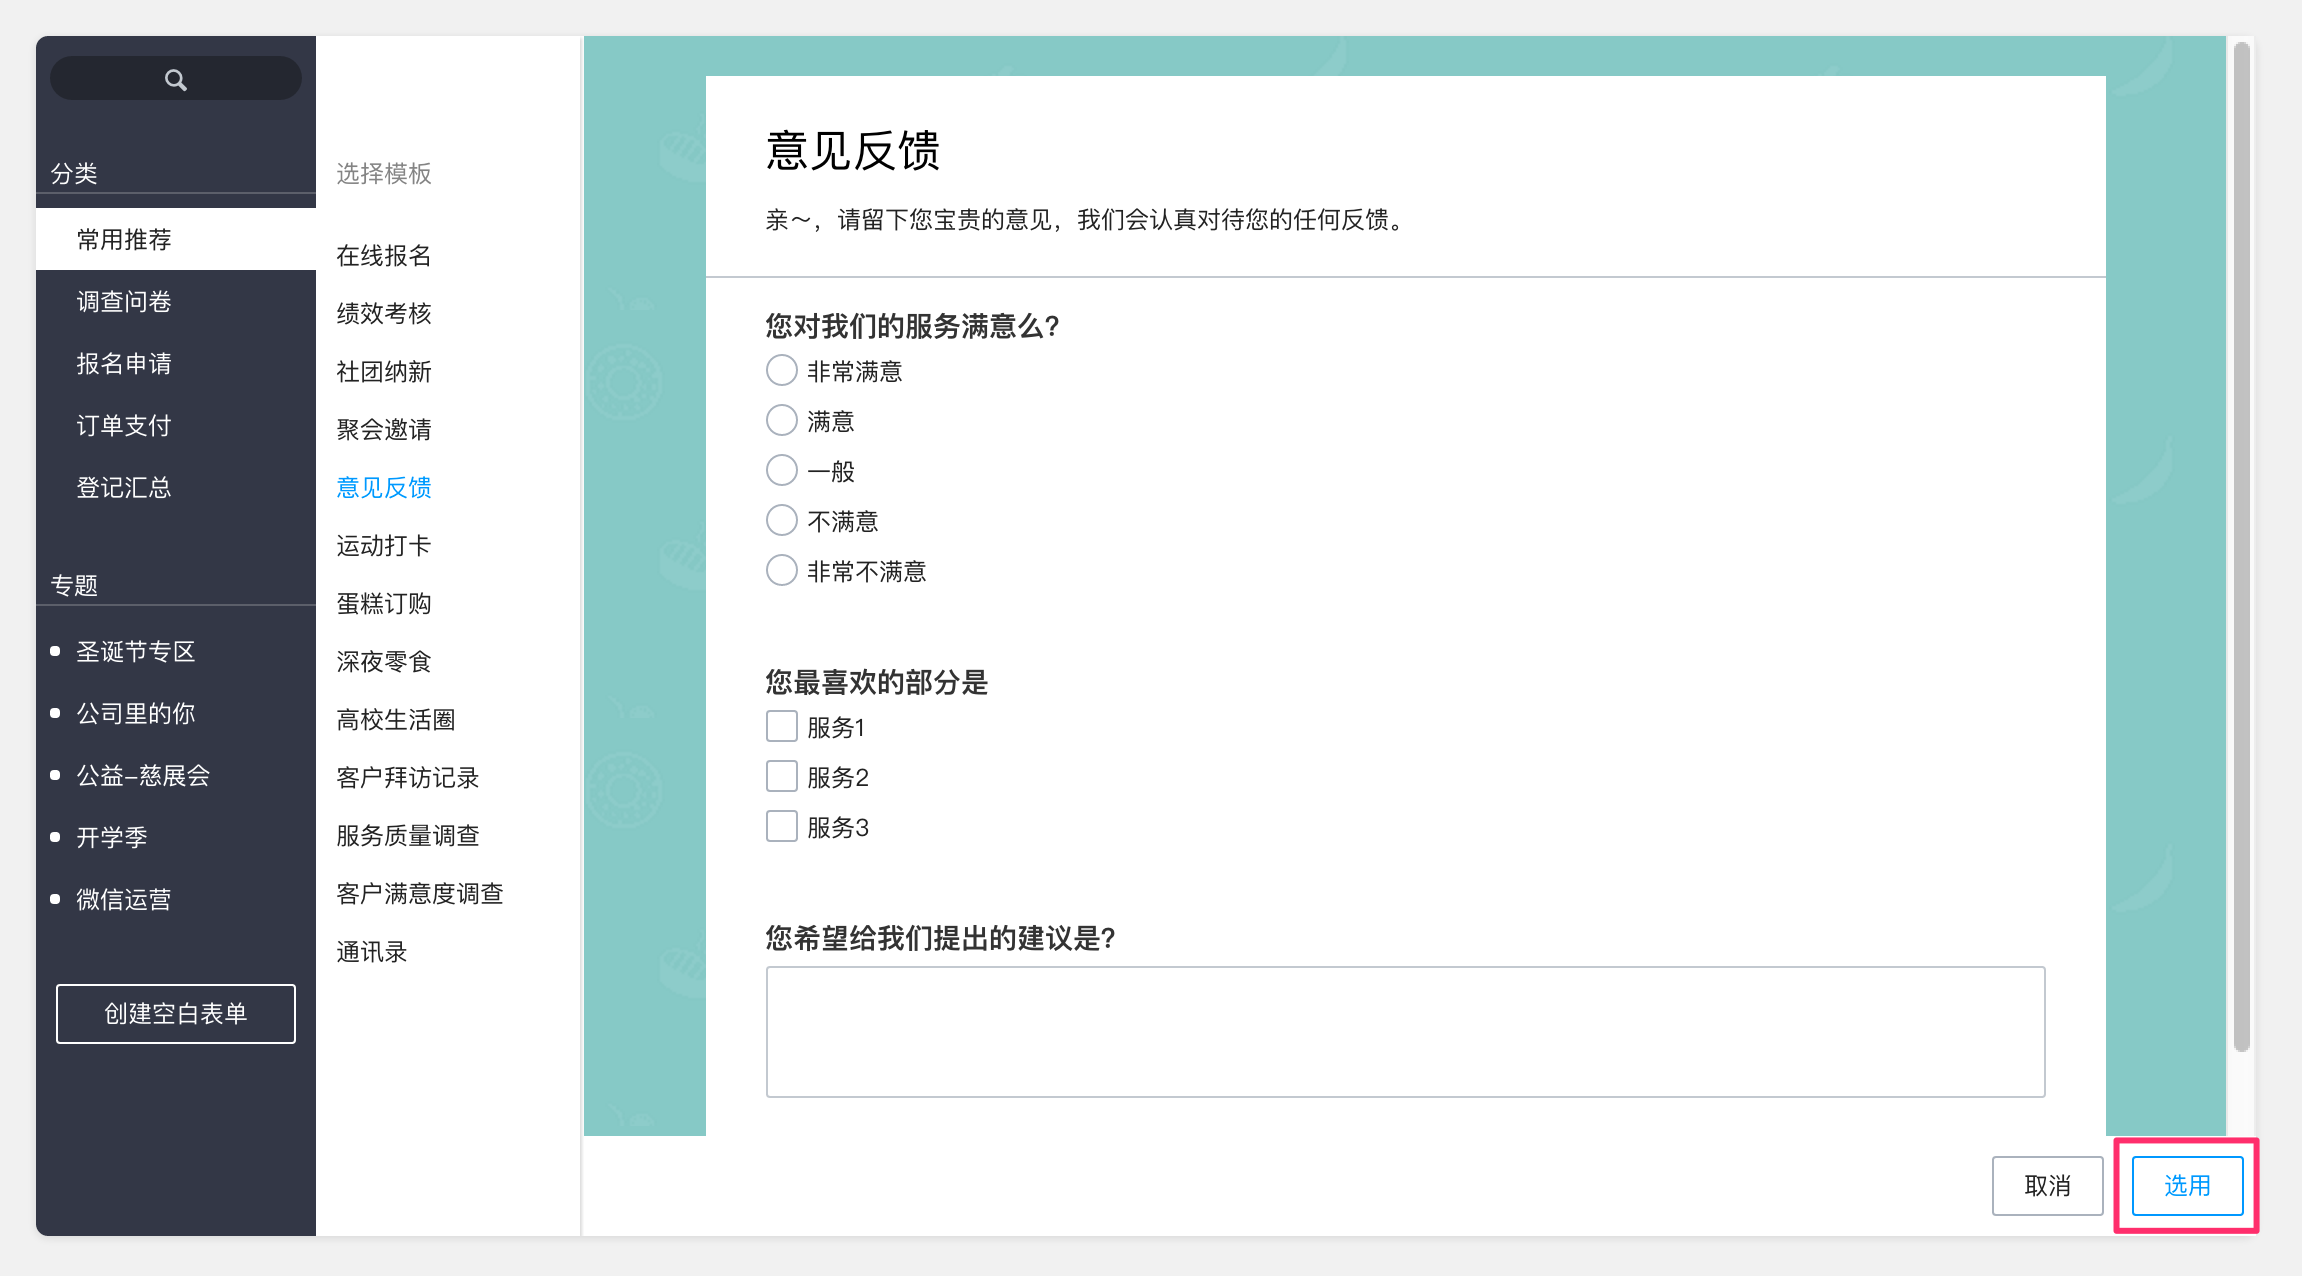 分类
常用推荐
调查问卷
报名申请
订单支付
登记汇总
专题
圣诞节专区
公司里的你
公益-慈展会
开学季
微信运营
创建空白表单
选择模板
在线报名
绩效考核
社团纳新
聚会邀请
意见反馈
运动打卡
蛋糕订购
深夜零食
高校生活圈
客户拜访记录
服务质量调查
客户满意度调查
通讯录
意见反馈
亲～，请留下您宝贵的意见，我们会认真对待您的任何反馈。
您对我们的服务满意么?
非常满意
满意
一般
不满意
非常不满意
您最喜欢的部分是
服务1
服务2
服务3
您希望给我们提出的建议是?
取消
选用